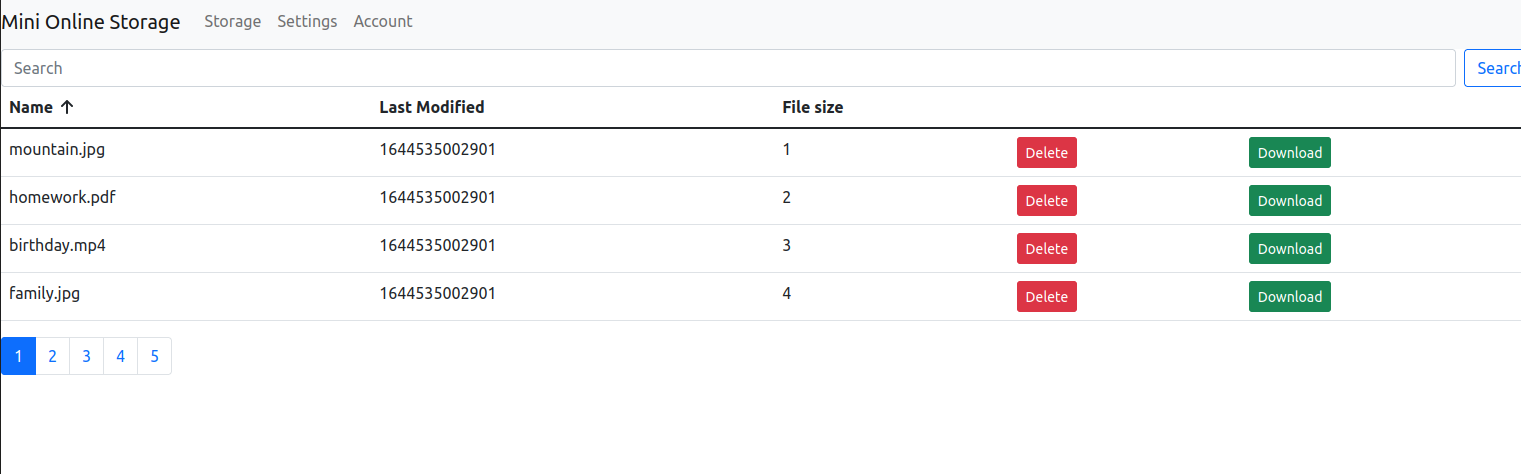 Mini Online Storage Storage Settings Account
Search Search
Name ↑ Last Modified File size
mountain.jpg 1644535002901 1 Delete Download
homework.pdf 1644535002901 2 Delete Download
birthday.mp4 1644535002901 3 Delete Download
family.jpg 1644535002901 4 Delete Download
1 2 3 4 5